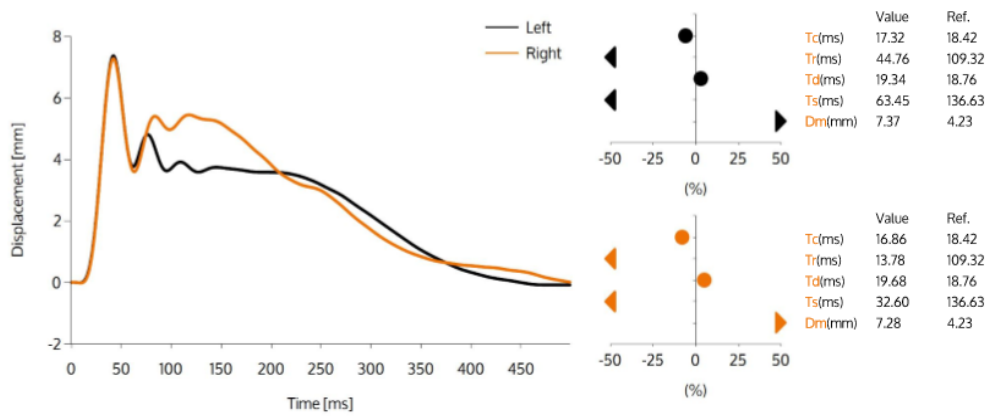 Left
Right
8
6
4
2
0
-2
Displacement [mm]
0 50 100 150 200 250 300 350 400 450
Time [ms]
Value Ref.
Tc(ms) 17.32 18.42
Tr(ms) 44.76 109.32
Td(ms) 19.34 18.76
Ts(ms) 63.45 136.63
Dm(mm) 7.37 4.23
-50 -25 0 25 50
(%)
Value Ref.
Tc(ms) 16.86 18.42
Tr(ms) 13.78 109.32
Td(ms) 19.68 18.76
Ts(ms) 32.60 136.63
Dm(mm) 7.28 4.23
-50 -25 0 25 50
(%)